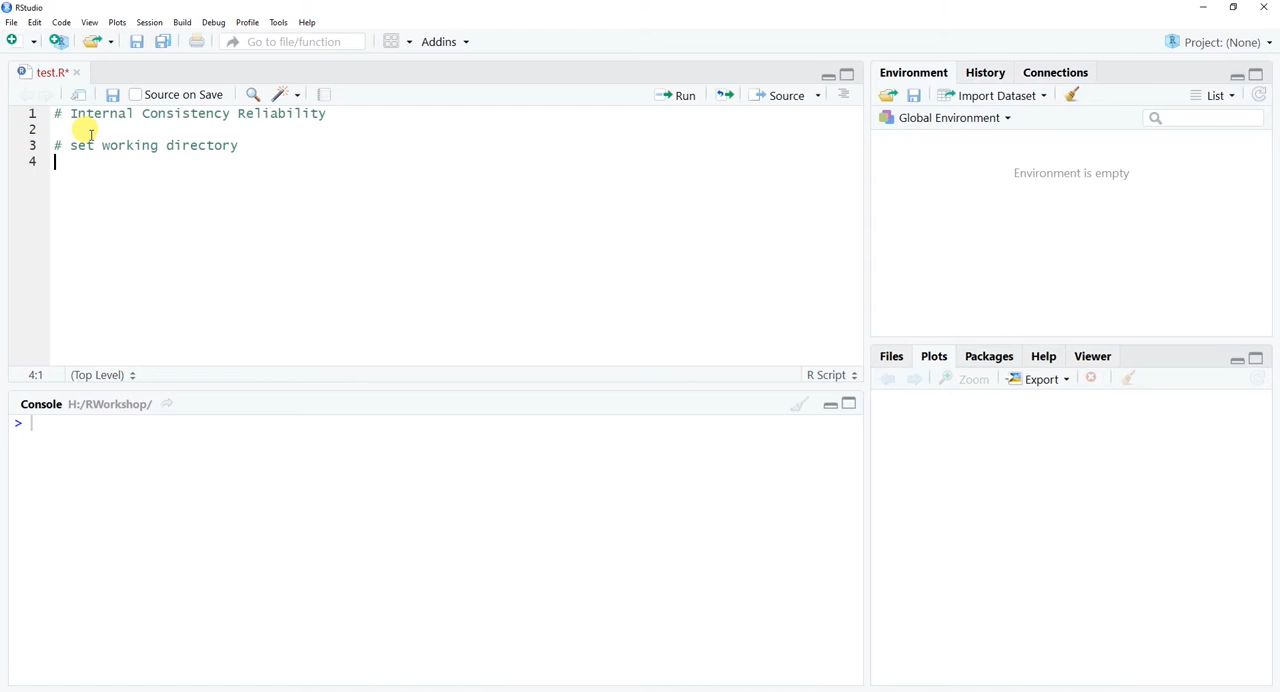 RStudio
File Edit Code View Plots Session Build Debug Profile Tools Help
Go to file/function Addins Project: (None)
test.R*
Source on Save Run Source
1 # Internal Consistency Reliability
2
3 # set working directory
4
4:1 (Top Level) R Script
Console H:/RWorkshop/
>
Environment History Connections
Import Dataset List
Global Environment
Environment is empty
Files Plots Packages Help Viewer
Zoom Export